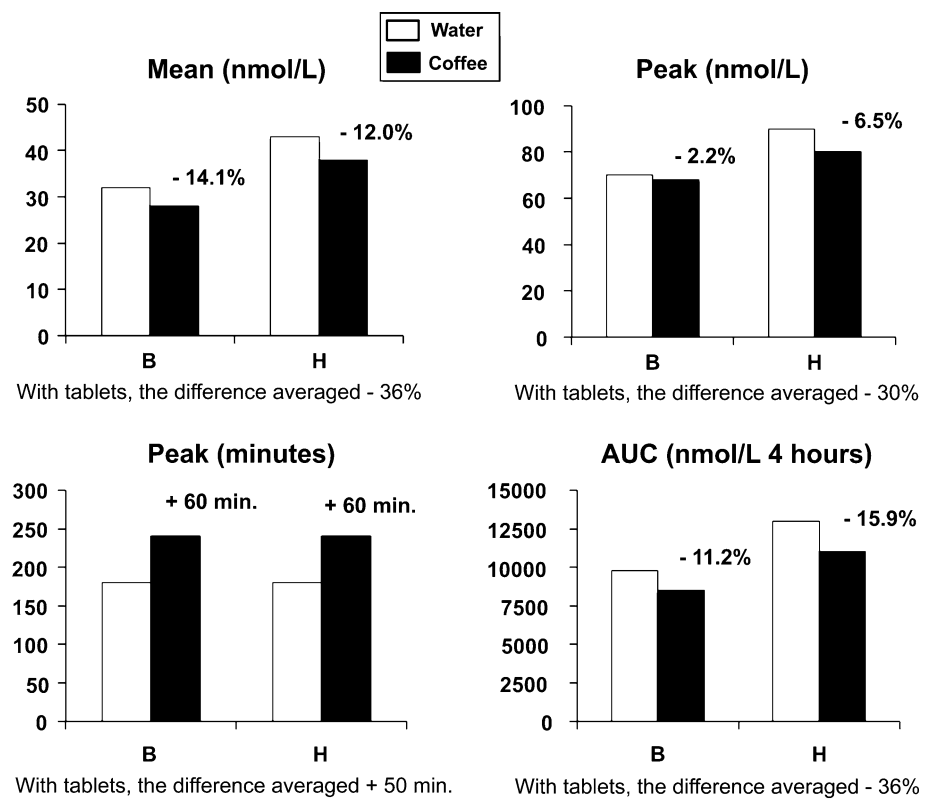 Water
Coffee
Mean (nmol/L)
50
40
30
20
10
0
- 14.1%
- 12.0%
B
H
With tablets, the difference averaged - 36%
Peak (nmol/L)
100
80
60
40
20
0
- 2.2%
- 6.5%
B
H
With tablets, the difference averaged - 30%
Peak (minutes)
300
250
200
150
100
50
0
+ 60 min.
+ 60 min.
B
H
With tablets, the difference averaged + 50 min.
AUC (nmol/L 4 hours)
15000
12500
10000
7500
5000
2500
0
- 11.2%
- 15.9%
B
H
With tablets, the difference averaged - 36%